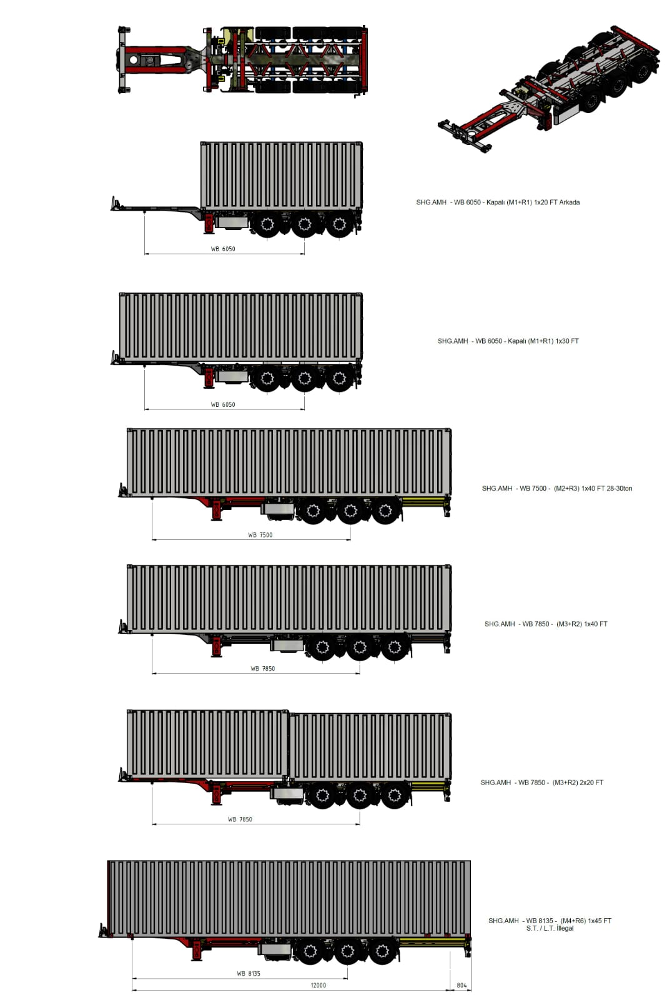 SHG.AMH - WB 6050 - Kapalı (M1+R1) 1x20 FT Arkada
WB 6050
SHG.AMH - WB 6050 - Kapalı (M1+R1) 1x30 FT
WB 6050
SHG.AMH - WB 7500 - (M2+R3) 1x40 FT 28-30ton
WB 7500
SHG.AMH - WB 7850 - (M3+R2) 1x40 FT
WB 7850
SHG.AMH - WB 7850 - (M3+R2) 2x20 FT
WB 7850
SHG.AMH - WB 8135 - (M4+R6) 1x45 FT
S.T. / L.T. İllegal
WB 8135
12000
804